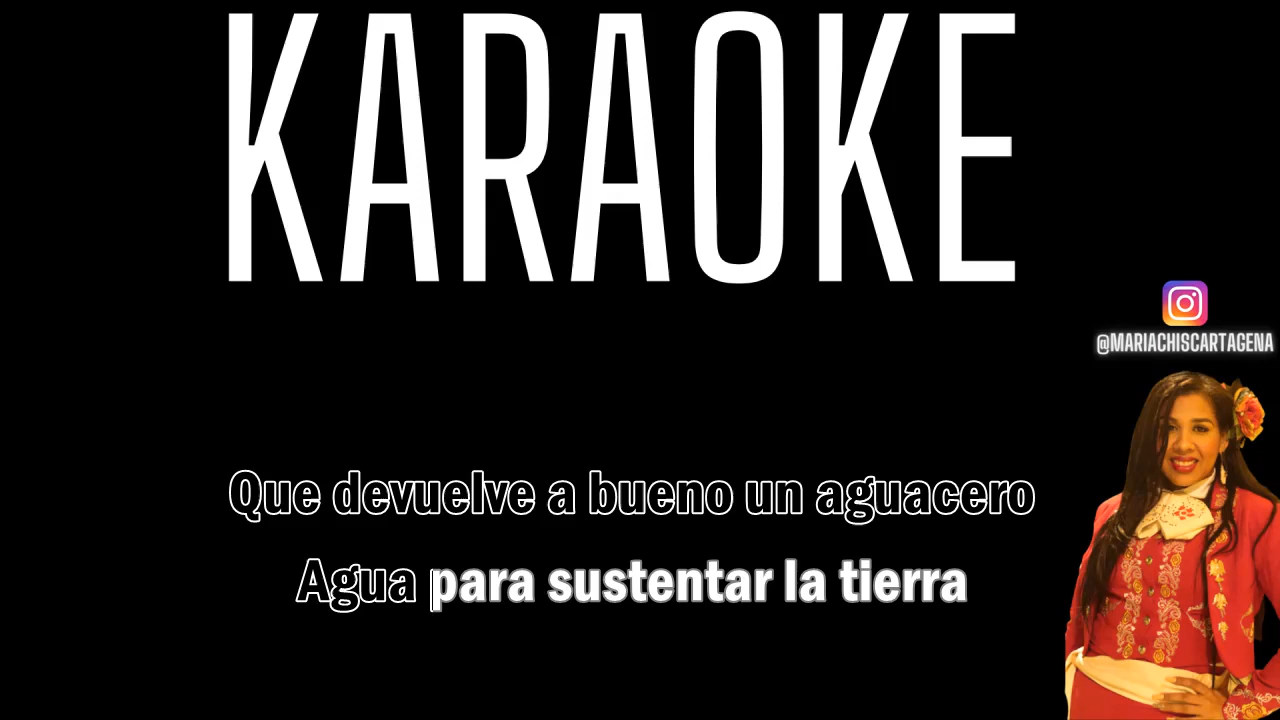 KARAOKE
@MARIACHISCARTAGENA
Que devuelve a bueno un aguacero
Agua para sustentar la tierra